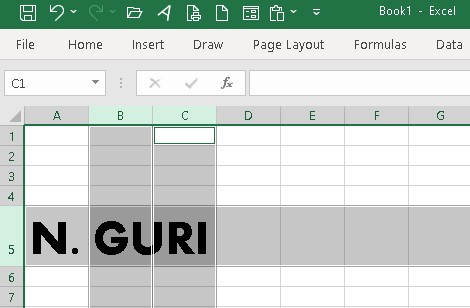 Book1 - Excel
File Home Insert Draw Page Layout Formulas Data
C1 fx
A B C D E F G
1
2
3
4
5 N. GURI
6
7